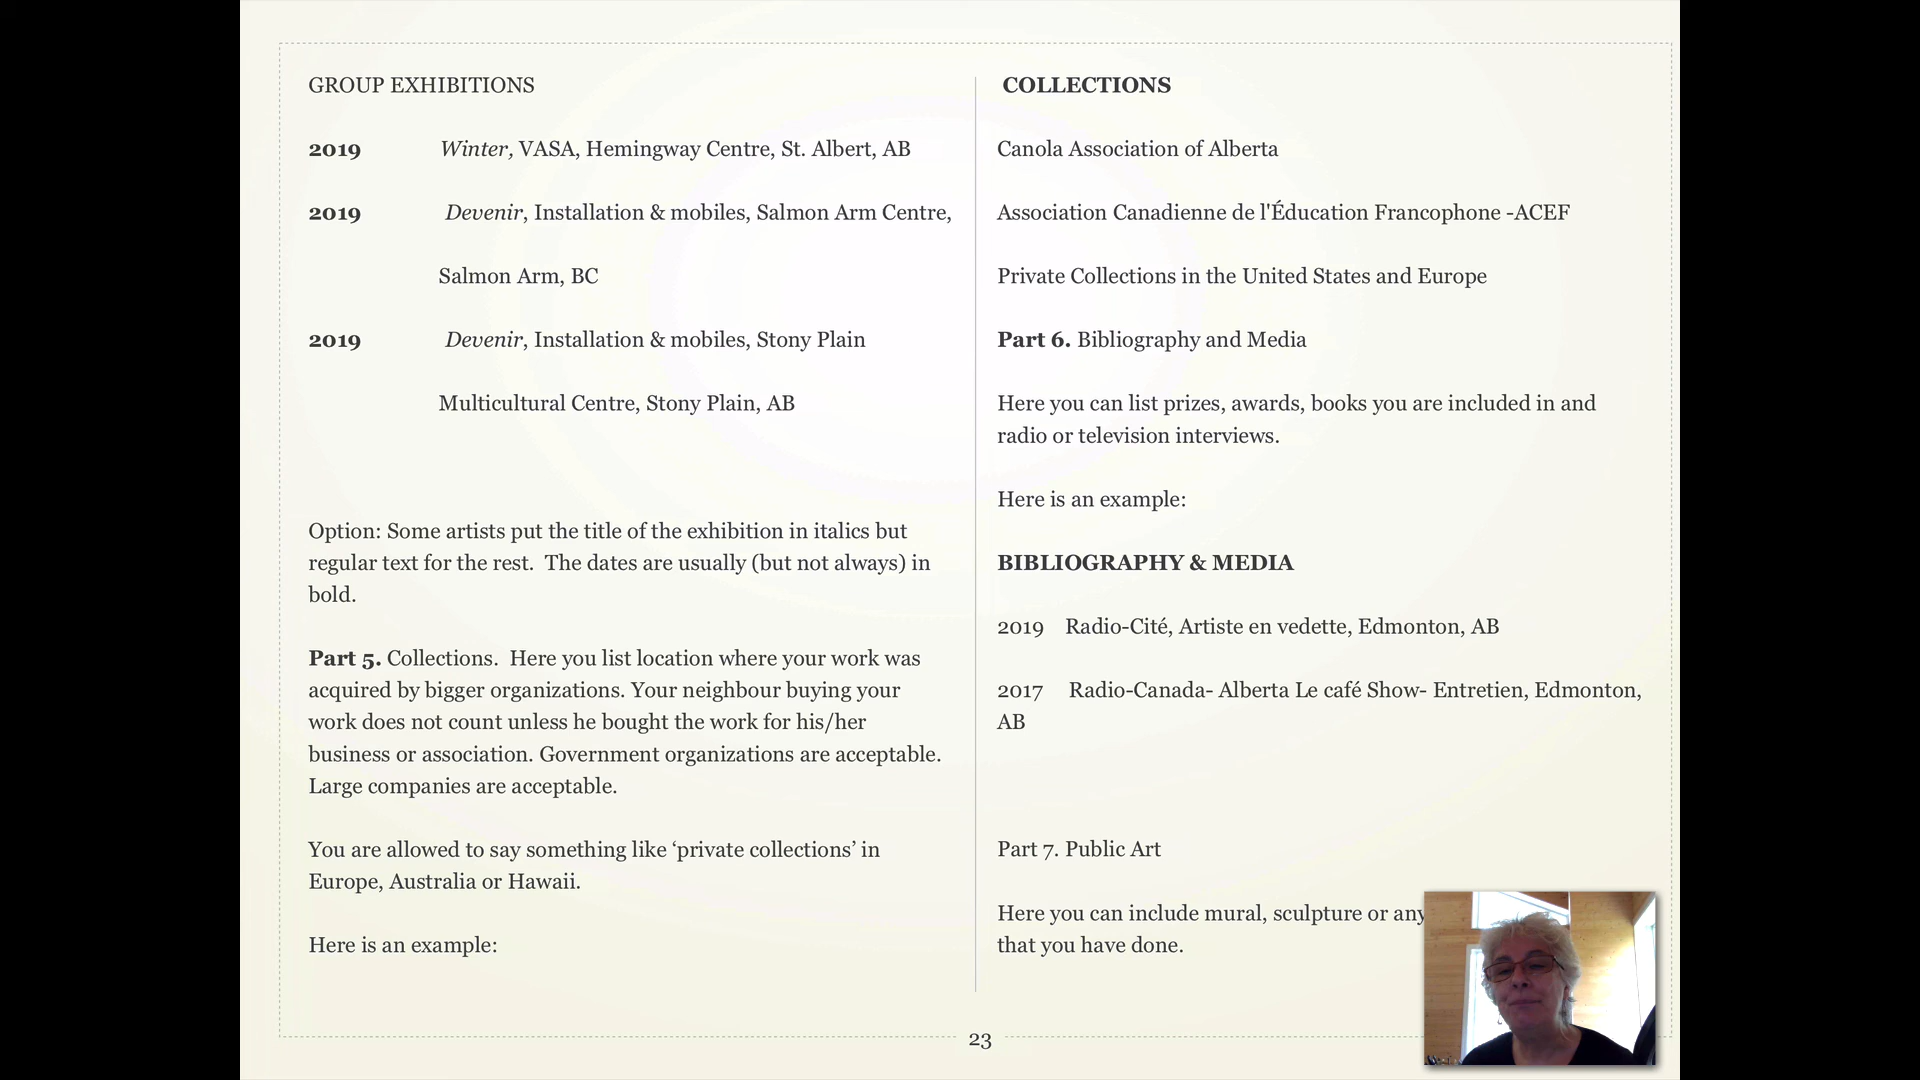 GROUP EXHIBITIONS
2019 Winter, VASA, Hemingway Centre, St. Albert, AB
2019 Devenir, Installation & mobiles, Salmon Arm Centre,
Salmon Arm, BC
2019 Devenir, Installation & mobiles, Stony Plain
Multicultural Centre, Stony Plain, AB
Option: Some artists put the title of the exhibition in italics but
regular text for the rest. The dates are usually (but not always) in
bold.
Part 5. Collections. Here you list location where your work was
acquired by bigger organizations. Your neighbour buying your
work does not count unless he bought the work for his/her
business or association. Government organizations are acceptable.
Large companies are acceptable.
You are allowed to say something like ‘private collections’ in
Europe, Australia or Hawaii.
Here is an example:
COLLECTIONS
Canola Association of Alberta
Association Canadienne de l'Éducation Francophone -ACEF
Private Collections in the United States and Europe
Part 6. Bibliography and Media
Here you can list prizes, awards, books you are included in and
radio or television interviews.
Here is an example:
BIBLIOGRAPHY & MEDIA
2019 Radio-Cité, Artiste en vedette, Edmonton, AB
2017 Radio-Canada- Alberta Le café Show- Entretien, Edmonton,
AB
Part 7. Public Art
Here you can include mural, sculpture or any
that you have done.
23